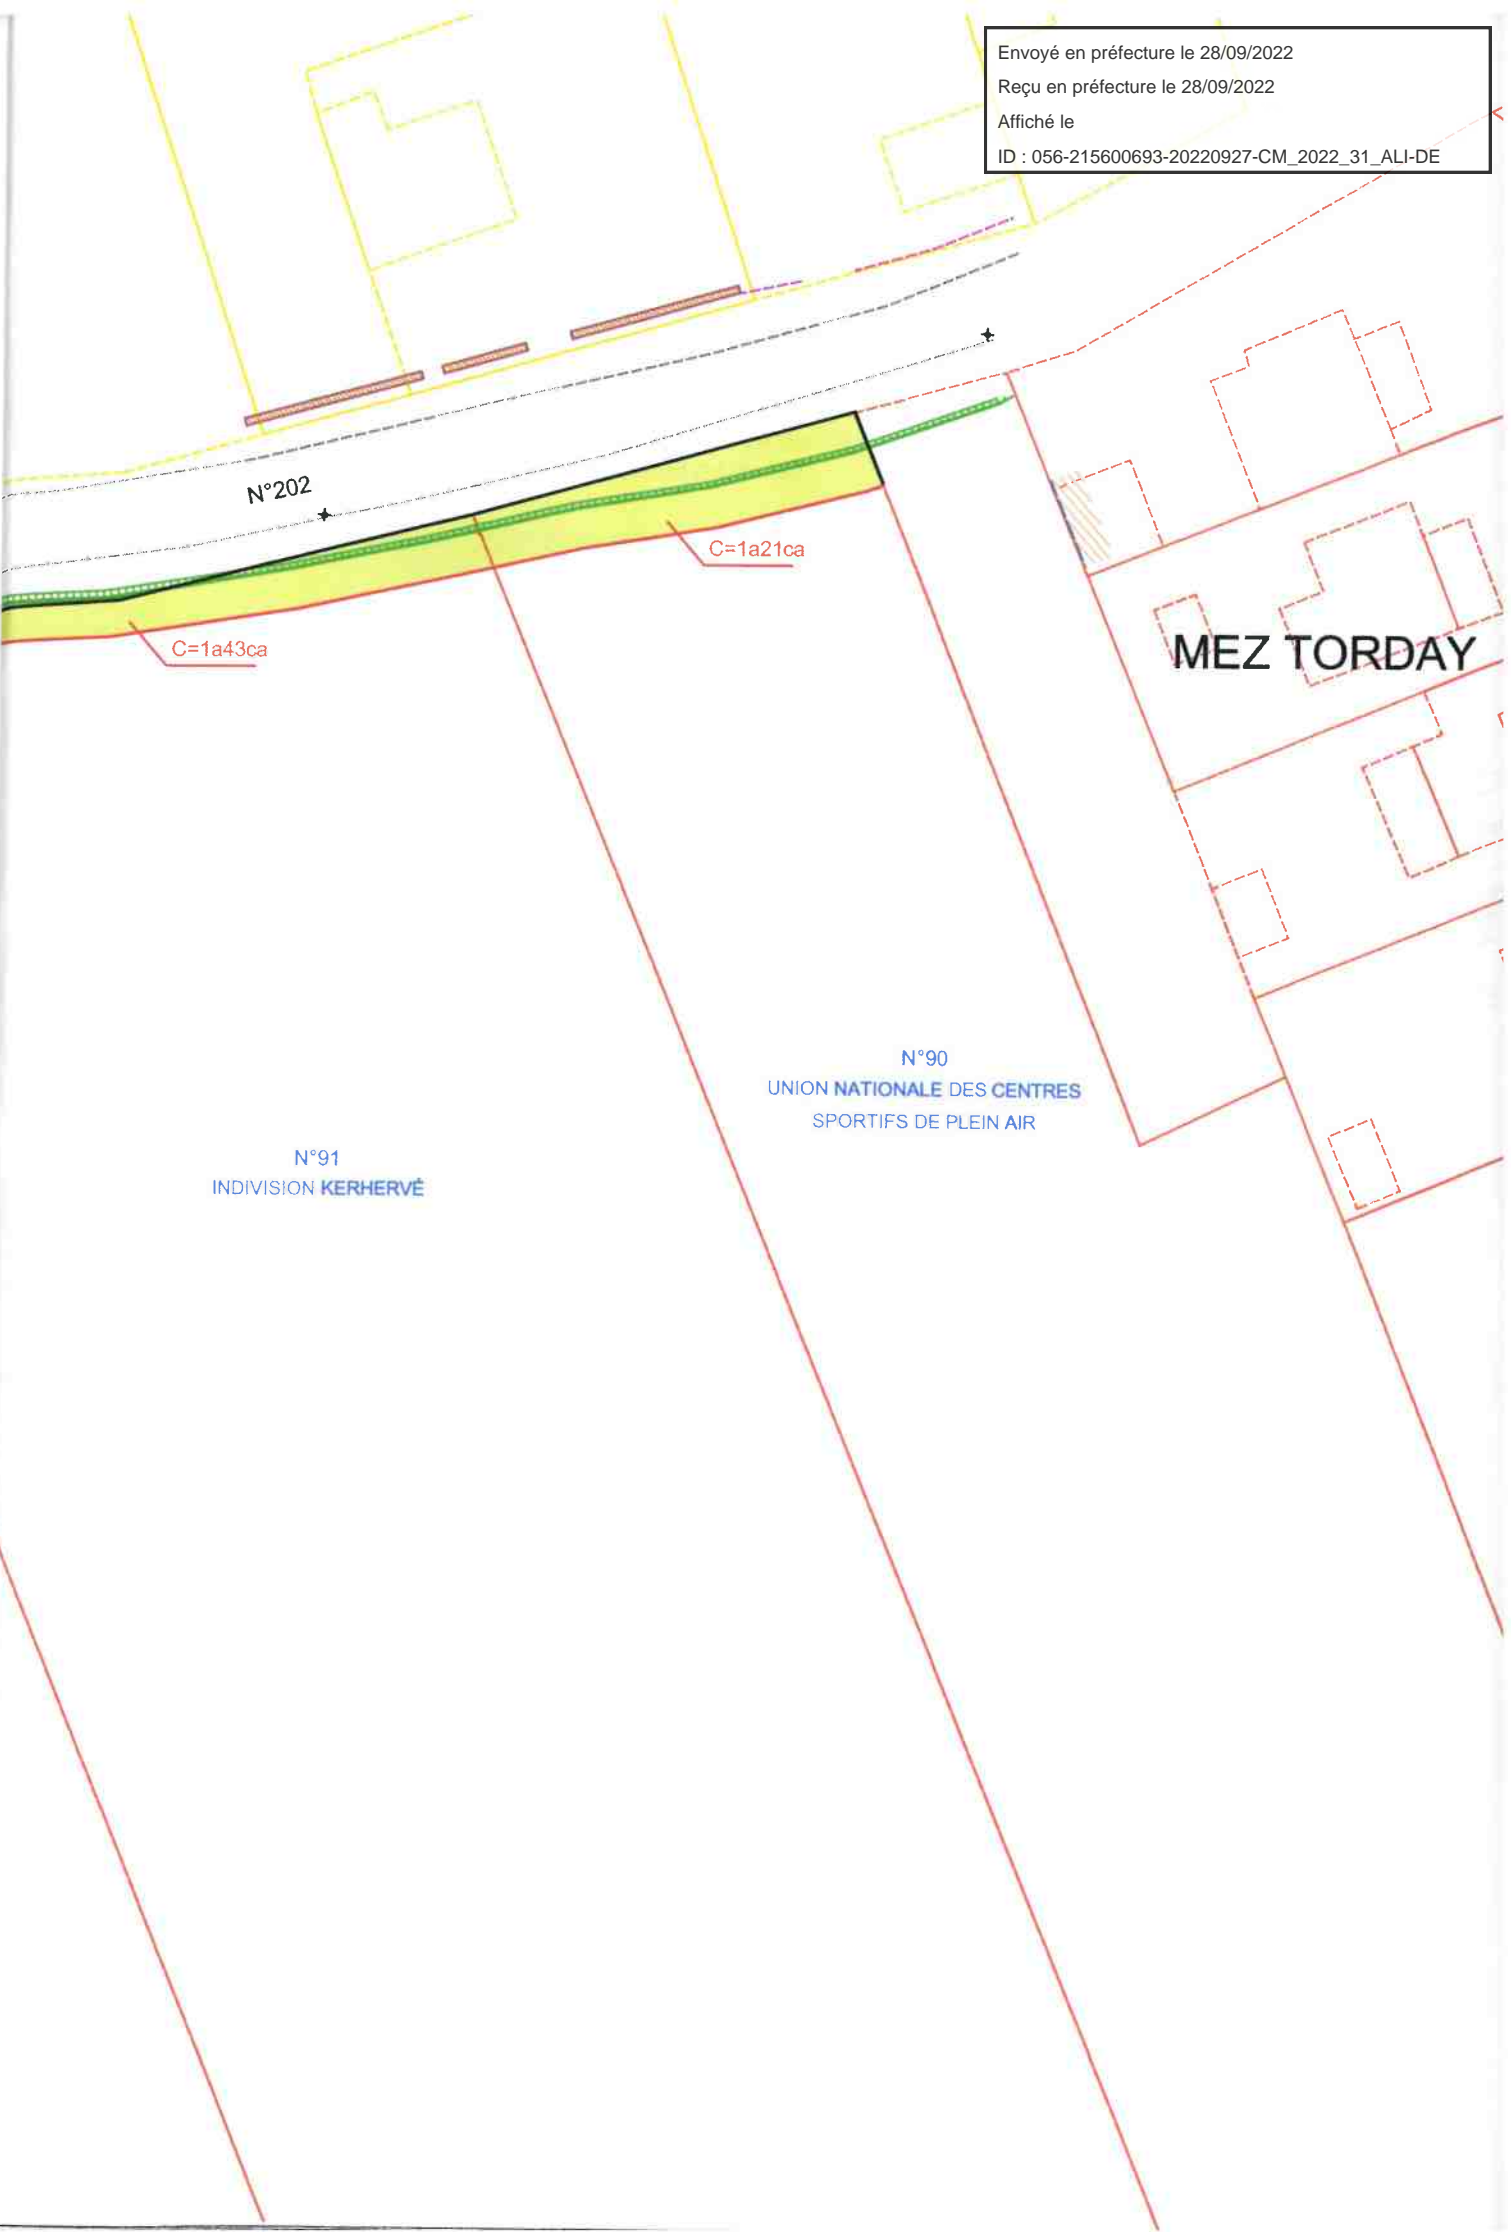 Envoyé en préfecture le 28/09/2022
Reçu en préfecture le 28/09/2022
Affiché le
ID : 056-215600693-20220927-CM_2022_31_ALI-DE
N°202
C=1a21ca
C=1a43ca
MEZ TORDAY
N°90
UNION NATIONALE DES CENTRES
SPORTIFS DE PLEIN AIR
N°91
INDIVISION KERHERVÉ